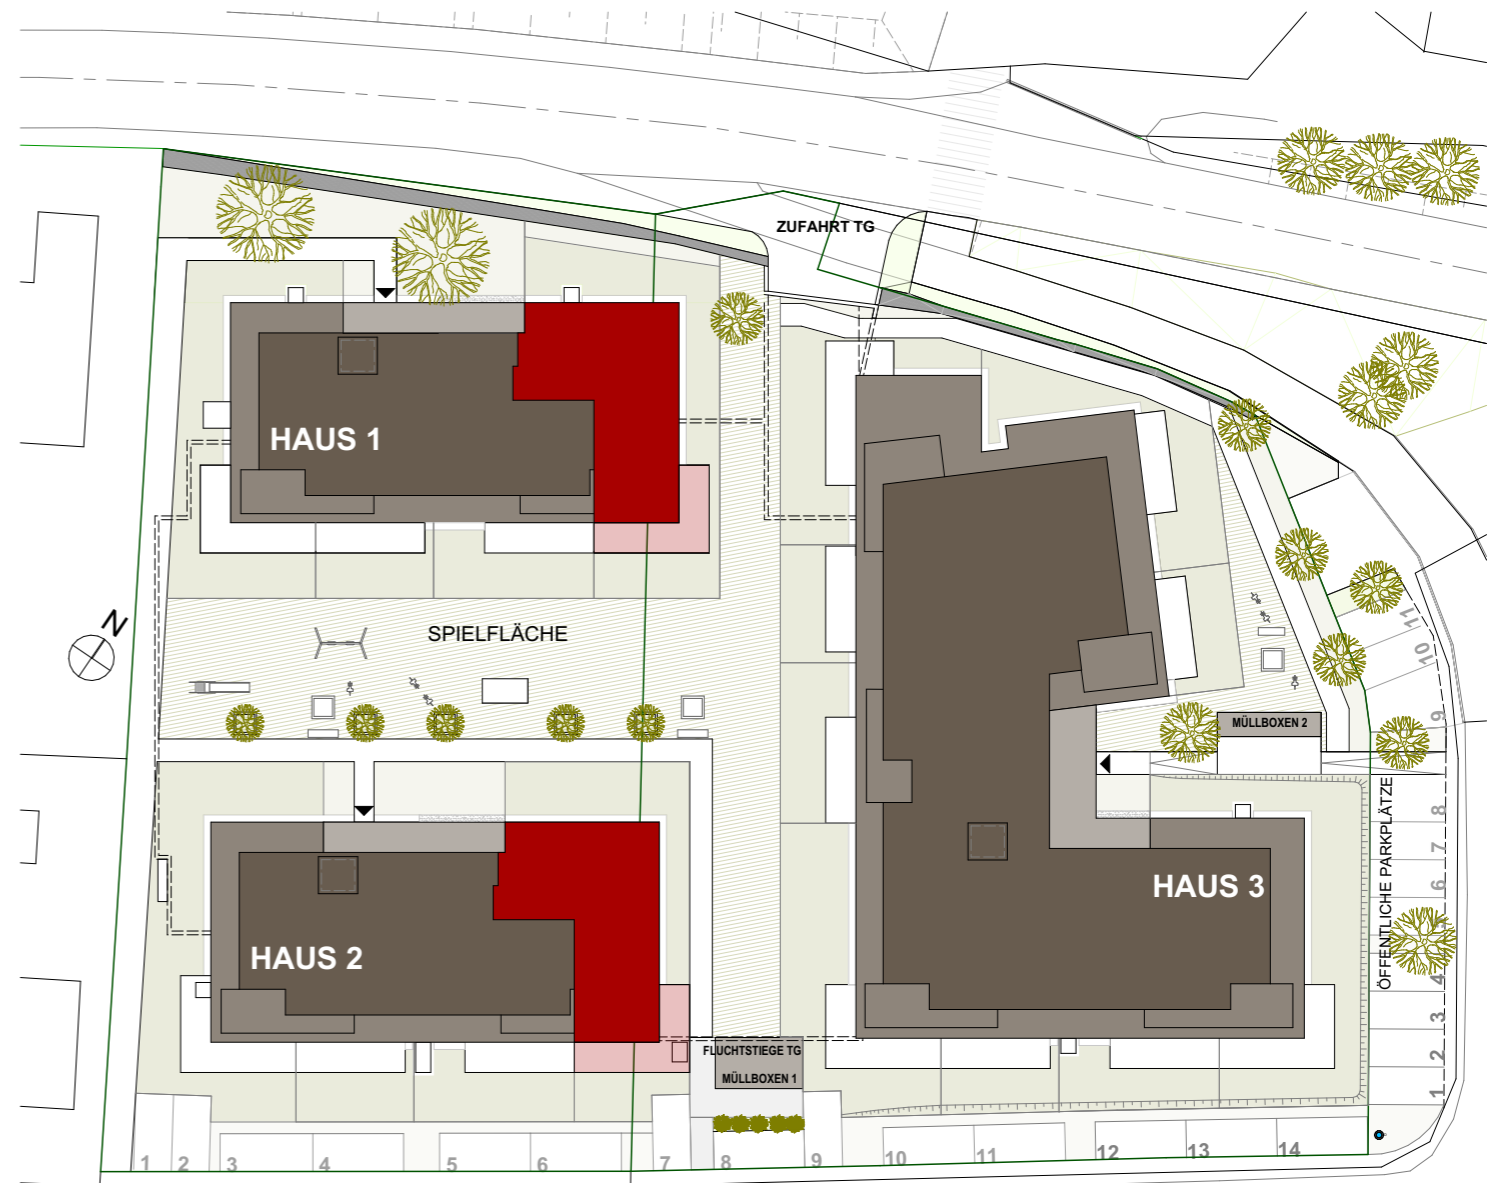 ZUFAHRT TG
HAUS 1
N
SPIELFLÄCHE
11
10
9
MÜLLBOXEN 2
ÖFFENTLICHE PARKPLÄTZE
8
7
6
4
3
2
1
HAUS 3
HAUS 2
FLUCHTSTIEGE TG
MÜLLBOXEN 1
1 2 3 4 5 6 7 8 9 10 11 12 13 14